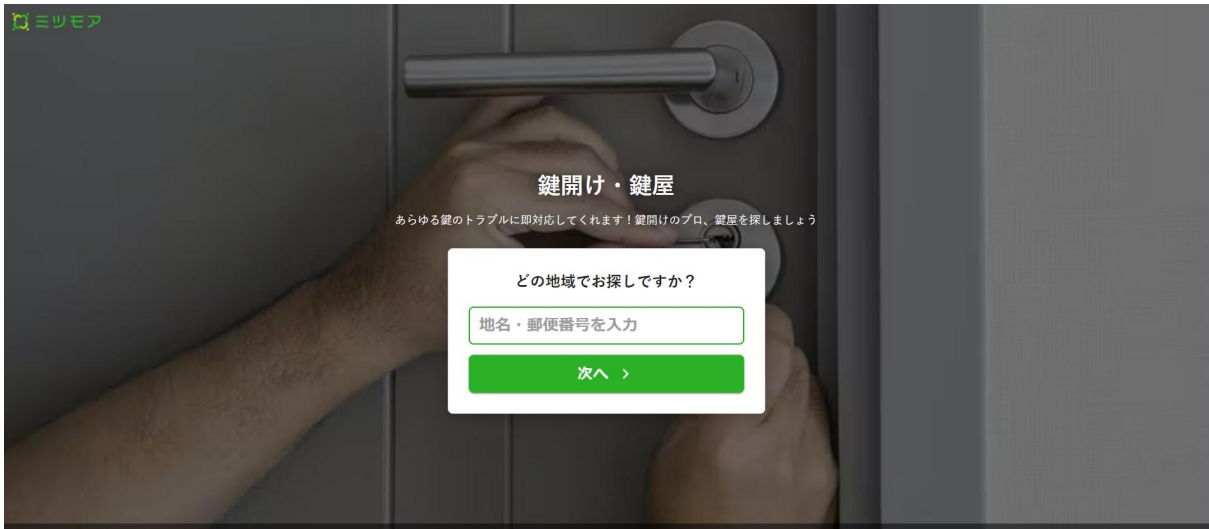 ミツモア
鍵開け・鍵屋
あらゆる鍵のトラブルに即対応してくれます！鍵開けのプロ、鍵屋を探しましょう
どの地域でお探しですか？
地名・郵便番号を入力
次へ >